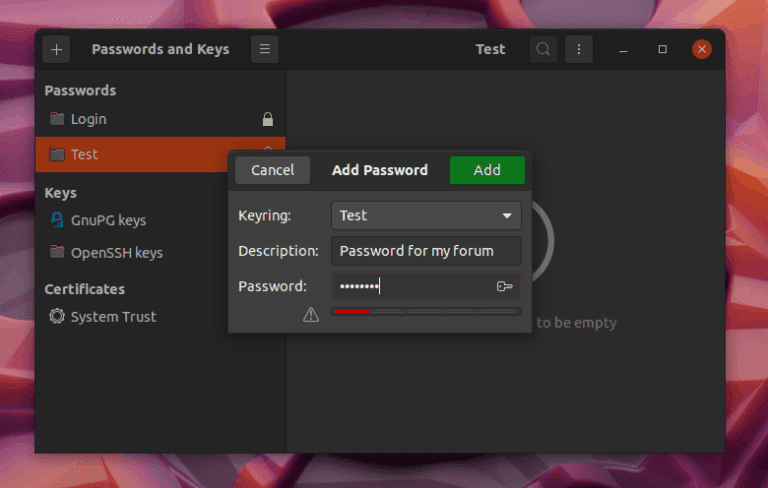 Passwords and Keys
Test
Passwords
Login
Test
Keys
GnuPG keys
OpenSSH keys
Certificates
System Trust
Cancel
Add Password
Add
Keyring:
Test
Description:
Password for my forum
Password:
••••••••
to be empty